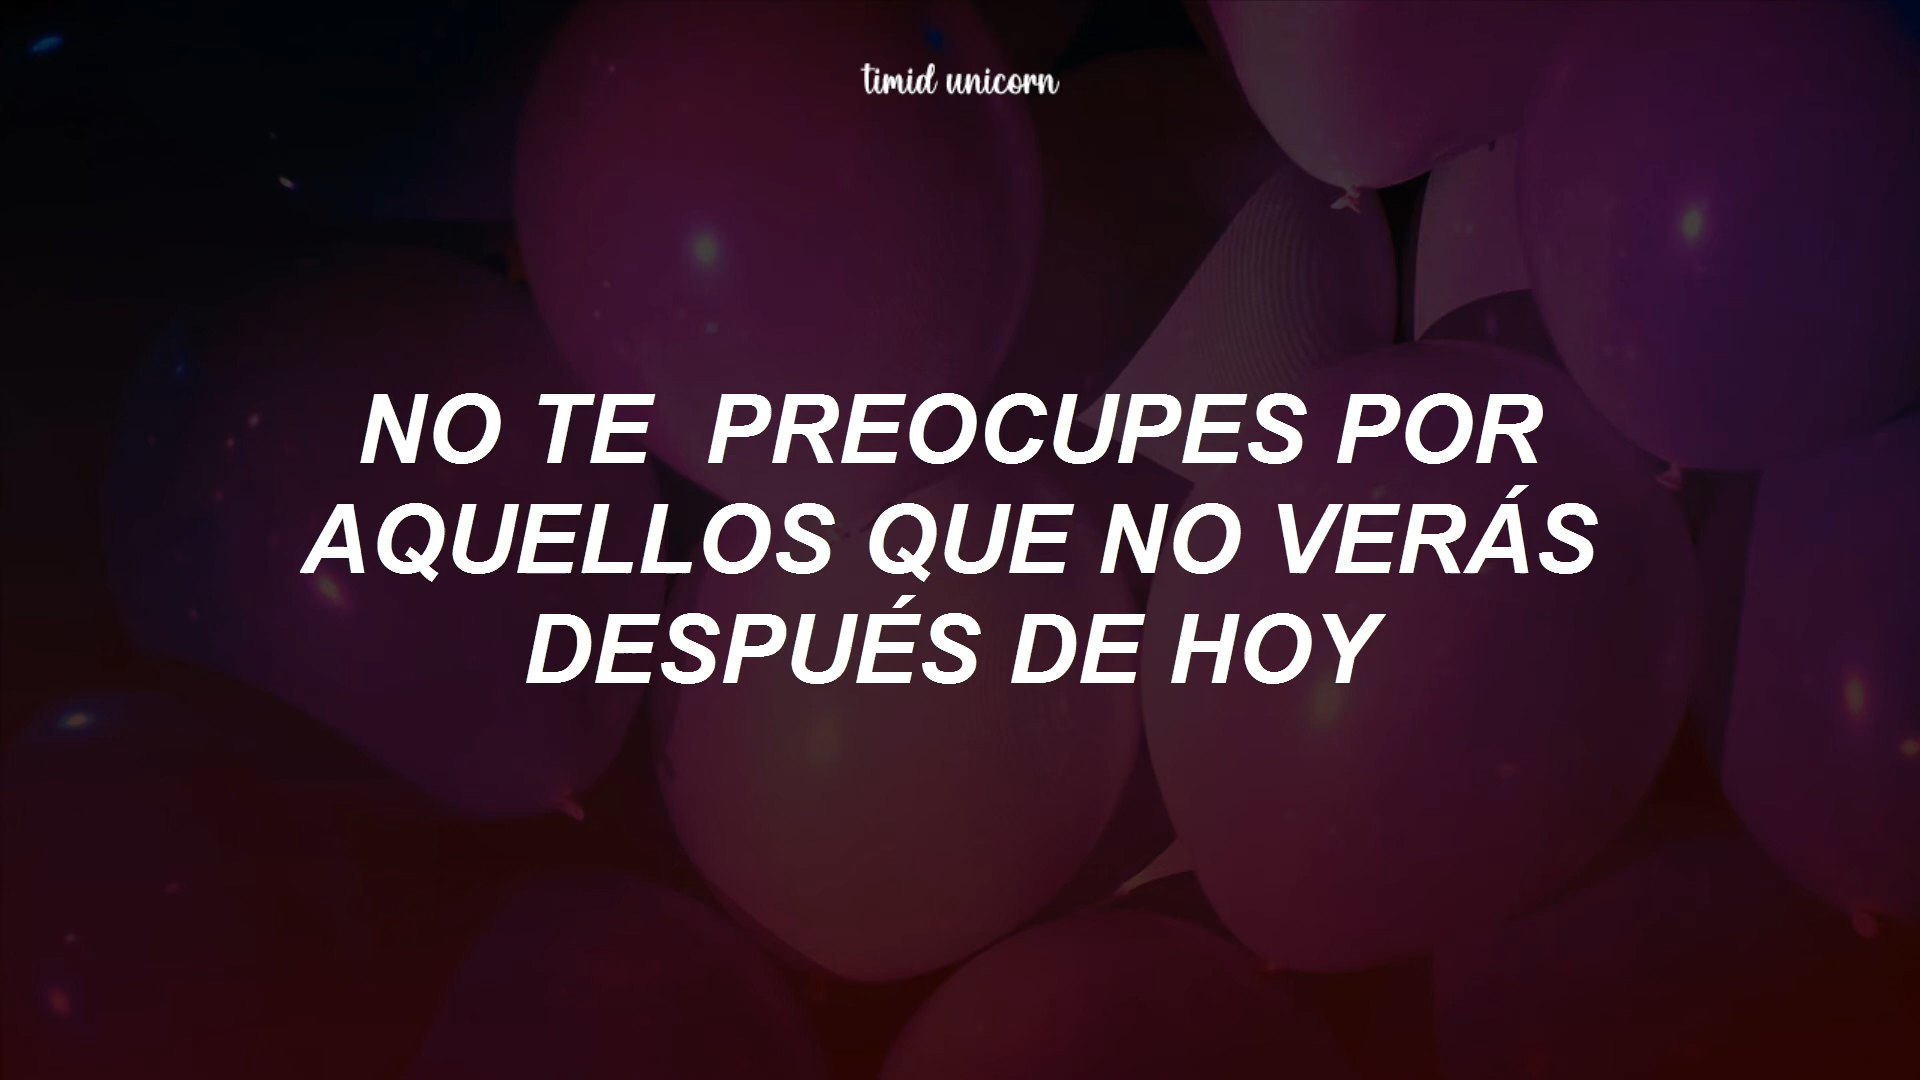 timid unicorn
NO TE  PREOCUPES POR
AQUELLOS QUE NO VERÁS
DESPUÉS DE HOY